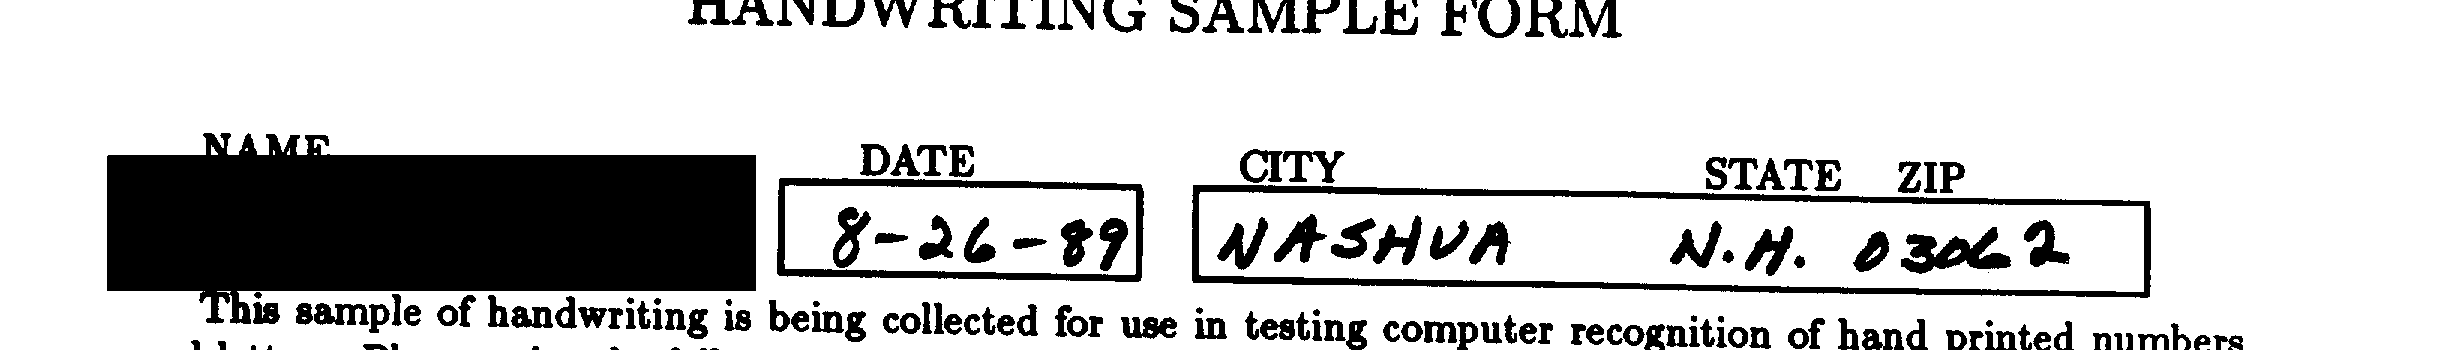 HANDWRITING SAMPLE FORM
NAME DATE CITY STATE ZIP
8-26-89 NASHUA N.H. 03062
This sample of handwriting is being collected for use in testing computer recognition of hand printed numbers